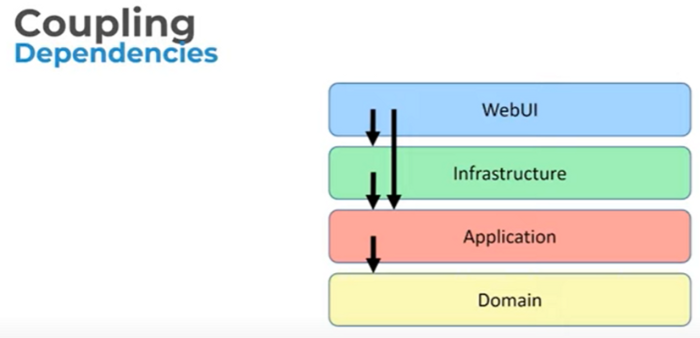 Coupling
Dependencies
WebUI
Infrastructure
Application
Domain